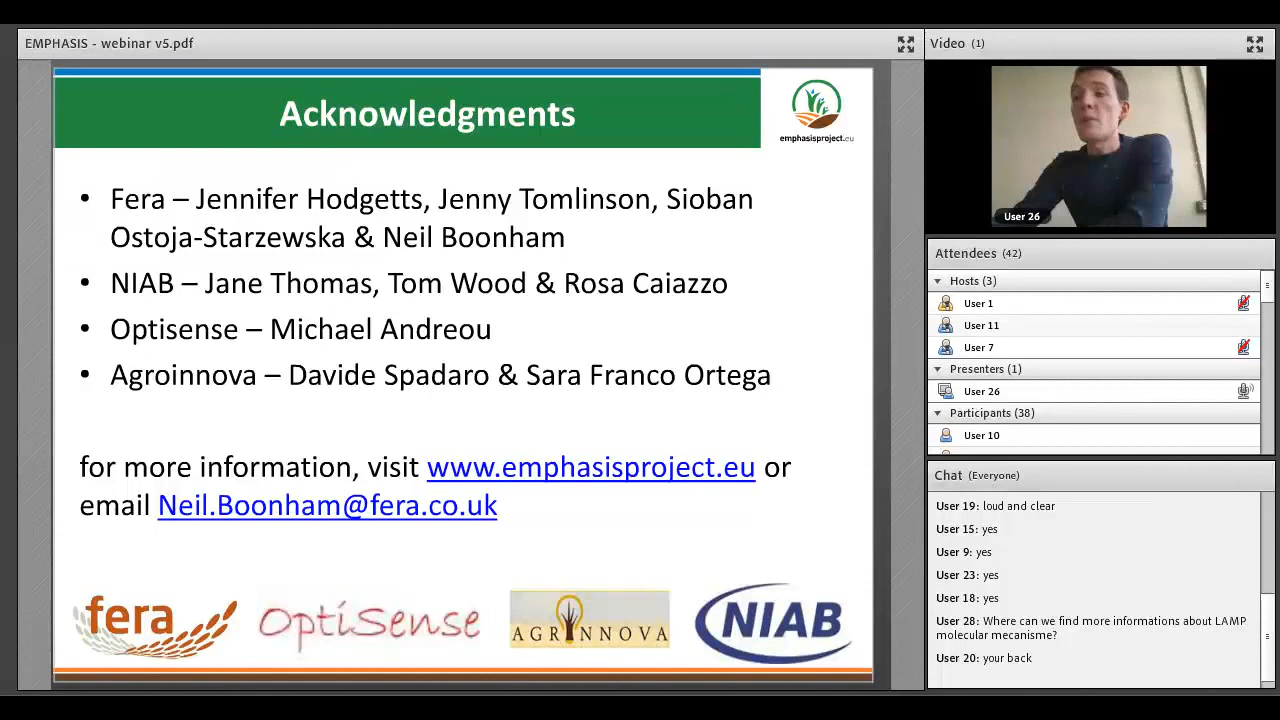 EMPHASIS - webinar v5.pdf
Acknowledgments
emphasisproject.eu
• Fera – Jennifer Hodgetts, Jenny Tomlinson, Sioban
Ostoja-Starzewska & Neil Boonham
• NIAB – Jane Thomas, Tom Wood & Rosa Caiazzo
• Optisense – Michael Andreou
• Agroinnova – Davide Spadaro & Sara Franco Ortega
for more information, visit www.emphasisproject.eu or
email Neil.Boonham@fera.co.uk
fera
OptiSense
AGRINNOVA
NIAB
Video (1)
User 26
Attendees (42)
Hosts (3)
User 1
User 11
User 7
Presenters (1)
User 26
Participants (38)
User 10
Chat (Everyone)
User 19: loud and clear
User 15: yes
User 9: yes
User 23: yes
User 18: yes
User 28: Where can we find more informations about LAMP
molecular mecanisme?
User 20: your back